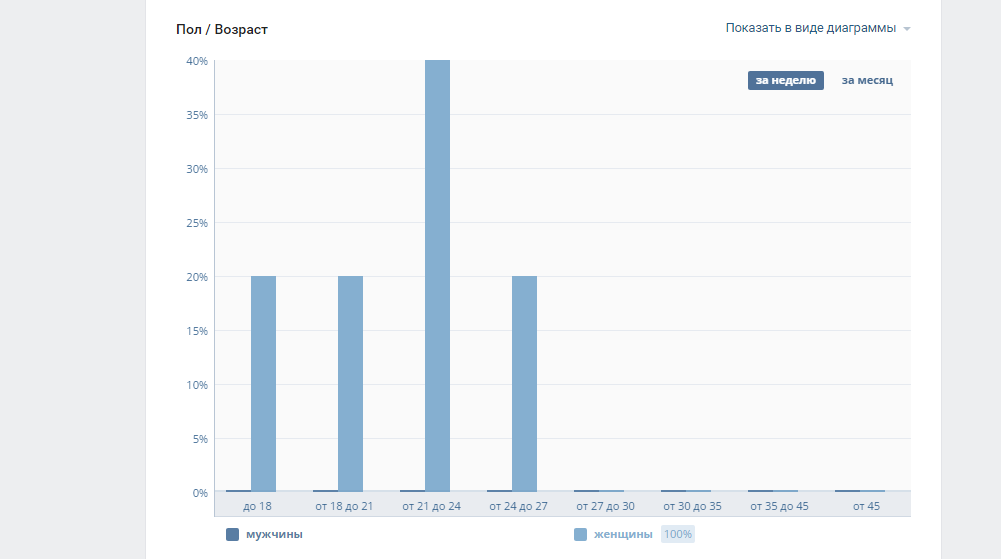 Пол / Возраст
Показать в виде диаграммы
за неделю за месяц
40%
35%
30%
25%
20%
15%
10%
5%
0%
до 18 от 18 до 21 от 21 до 24 от 24 до 27 от 27 до 30 от 30 до 35 от 35 до 45 от 45
мужчины женщины 100%